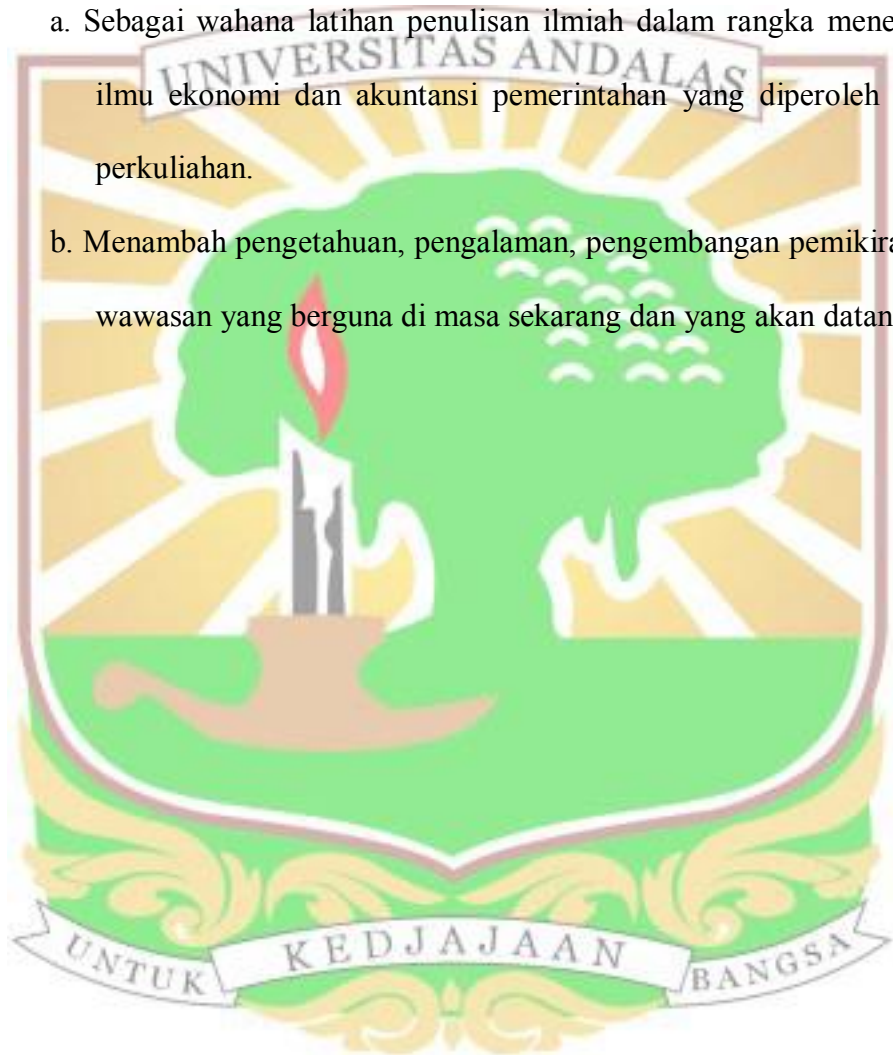 a. Sebagai wahana latihan penulisan ilmiah dalam rangka mene
UNIVERSITAS ANDALAS
ilmu ekonomi dan akuntansi pemerintahan yang diperoleh
perkuliahan.
b. Menambah pengetahuan, pengalaman, pengembangan pemikira
wawasan yang berguna di masa sekarang dan yang akan datan
UNTUK KEDJAJAAN BANGSA